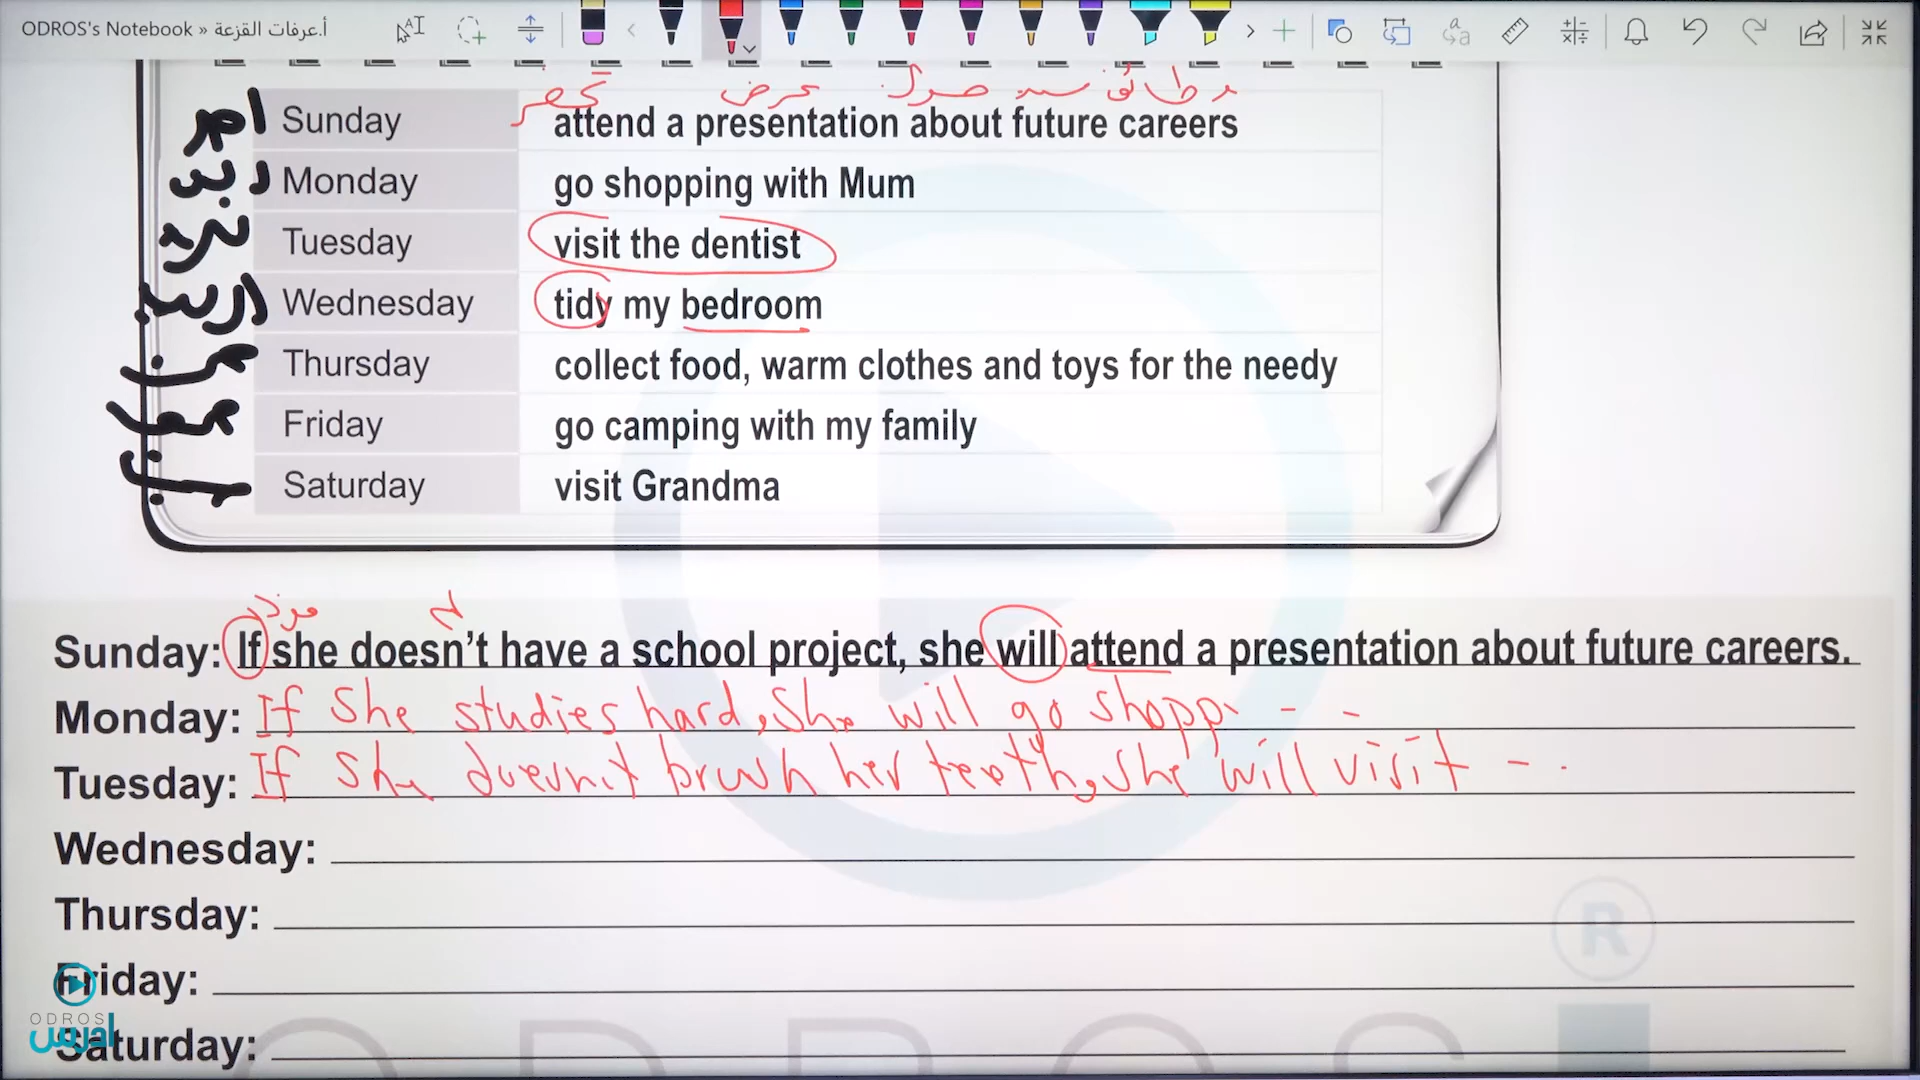 ODROS's Notebook » أ.عرفات القزعة
Sunday attend a presentation about future careers
Monday go shopping with Mum
Tuesday visit the dentist
Wednesday tidy my bedroom
Thursday collect food, warm clothes and toys for the needy
Friday go camping with my family
Saturday visit Grandma
Sunday: If she doesn't have a school project, she will attend a presentation about future careers.
Monday: If she studies hard, she will go shopp - -
Tuesday: If she doesn't brush her teeth, she will visit - -
Wednesday:
Thursday:
Friday:
Saturday:
ODROS
ادرس
ODROS
R